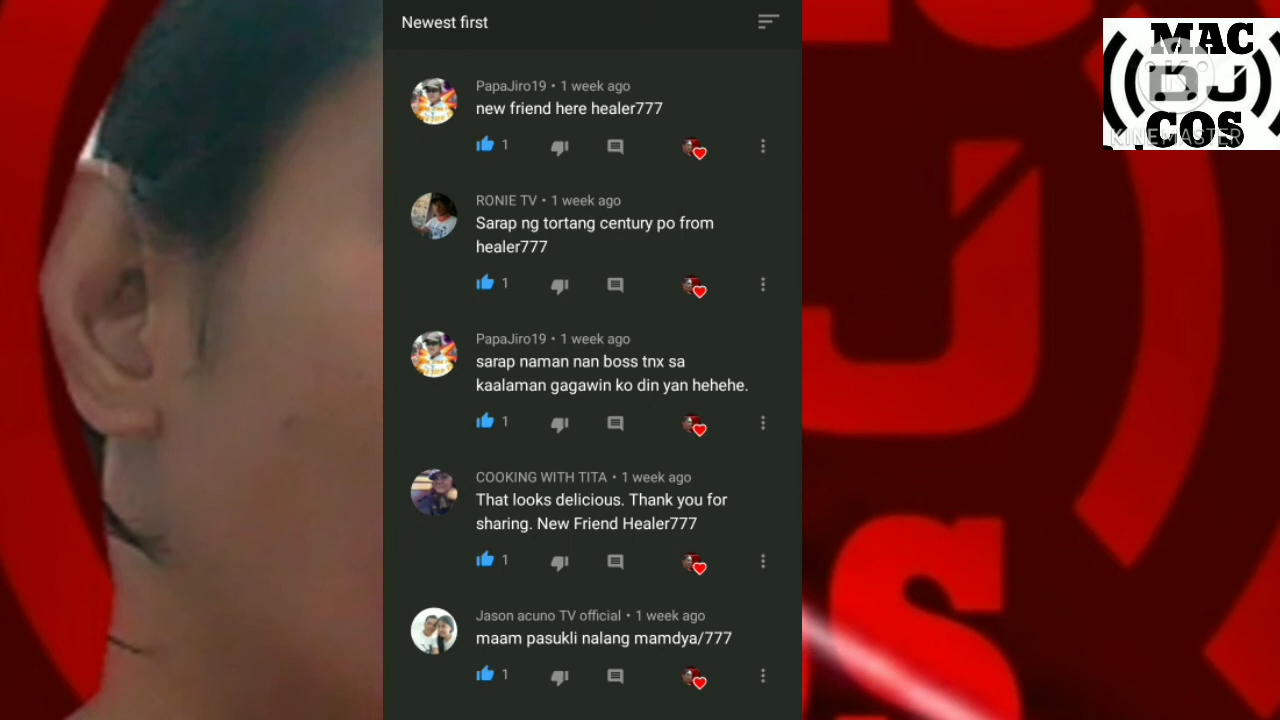 Newest first
PapaJiro19 • 1 week ago
new friend here healer777
1
RONIE TV • 1 week ago
Sarap ng tortang century po from
healer777
1
PapaJiro19 • 1 week ago
sarap naman nan boss tnx sa
kaalaman gagawin ko din yan hehehe.
1
COOKING WITH TITA • 1 week ago
That looks delicious. Thank you for
sharing. New Friend Healer777
1
Jason acuno TV official • 1 week ago
maam pasukli nalang mamdya/777
1
MAC
BJ
COS
KINEMASTER
J
S